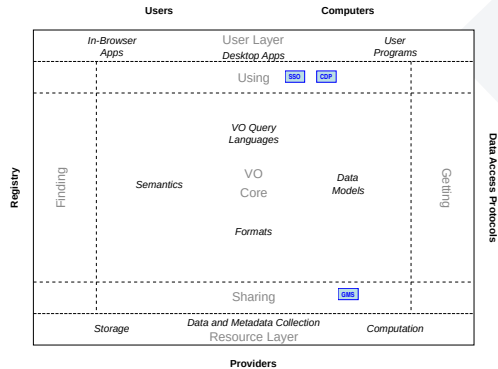 Users
Computers
In-Browser
Apps
User Layer
Desktop Apps
User
Programs
Using
SSO
CDP
VO Query
Languages
Registry
Finding
Semantics
VO
Core
Data
Models
Getting
Data Access Protocols
Formats
Sharing
GMS
Storage
Data and Metadata Collection
Computation
Resource Layer
Providers